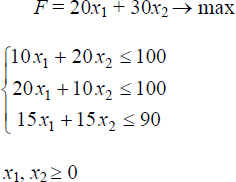 F = 20x₁ + 30x₂ → max
10x₁ + 20x₂ ≤ 100
20x₁ + 10x₂ ≤ 100
15x₁ + 15x₂ ≤ 90
x₁, x₂ ≥ 0